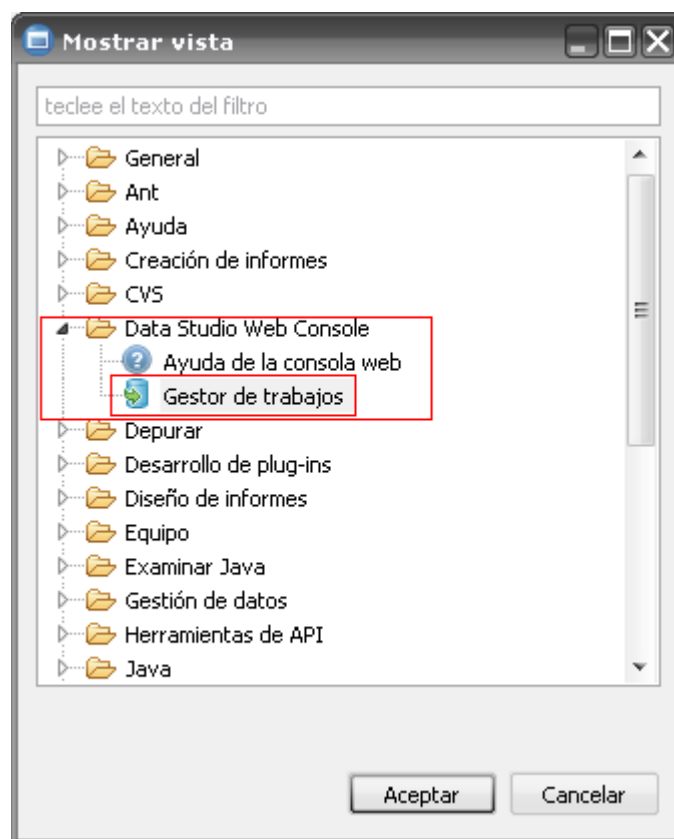 Mostrar vista
teclee el texto del filtro
General
Ant
Ayuda
Creación de informes
CVS
Data Studio Web Console
Ayuda de la consola web
Gestor de trabajos
Depurar
Desarrollo de plug-ins
Diseño de informes
Equipo
Examinar Java
Gestión de datos
Herramientas de API
Java
Aceptar Cancelar